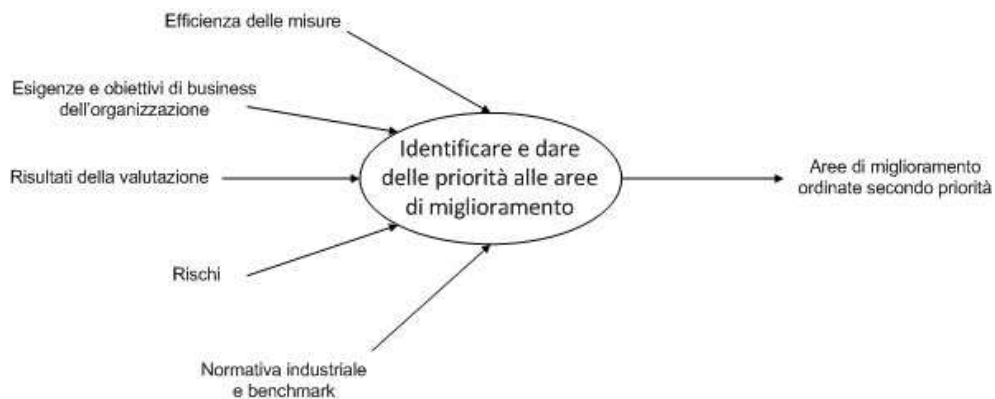 Efficienza delle misure
Esigenze e obiettivi di business
dell'organizzazione
Identificare e dare
delle priorità alle aree
di miglioramento
Risultati della valutazione
Aree di miglioramento
ordinate secondo priorità
Rischi
Normativa industriale
e benchmark